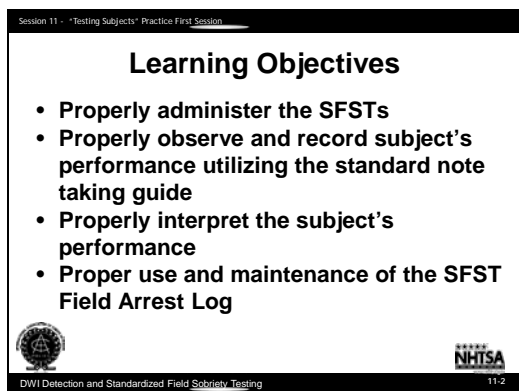 Session 11 - "Testing Subjects" Practice First Session
Learning Objectives
• Properly administer the SFSTs
• Properly observe and record subject's
performance utilizing the standard note
taking guide
• Properly interpret the subject's
performance
• Proper use and maintenance of the SFST
Field Arrest Log
NHTSA
DWI Detection and Standardized Field Sobriety Testing
11-2